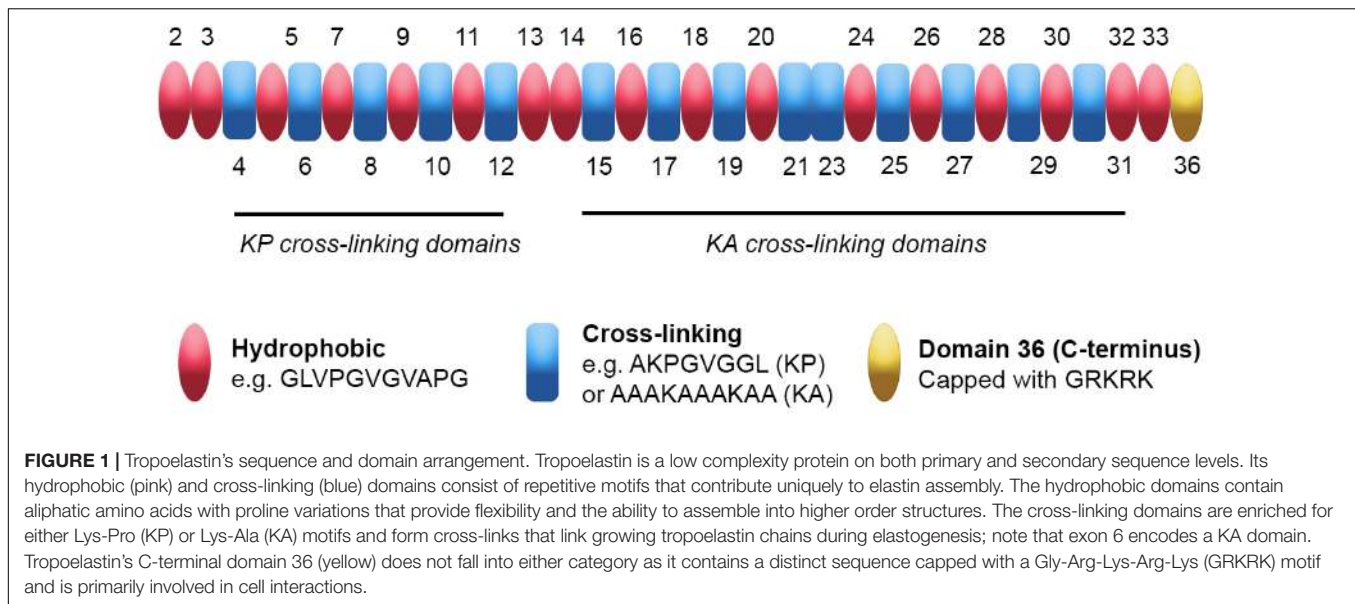 2 3 5 7 9 11 13 14 16 18 20 24 26 28 30 32 33
4 6 8 10 12 15 17 19 21 23 25 27 29 31 36
KP cross-linking domains KA cross-linking domains
Hydrophobic
e.g. GLVPGVGVAPG
Cross-linking
e.g. AKPGVGGL (KP)
or AAAKAAAKAA (KA)
Domain 36 (C-terminus)
Capped with GRKRK
FIGURE 1 | Tropoelastin's sequence and domain arrangement. Tropoelastin is a low complexity protein on both primary and secondary sequence levels. Its
hydrophobic (pink) and cross-linking (blue) domains consist of repetitive motifs that contribute uniquely to elastin assembly. The hydrophobic domains contain
aliphatic amino acids with proline variations that provide flexibility and the ability to assemble into higher order structures. The cross-linking domains are enriched for
either Lys-Pro (KP) or Lys-Ala (KA) motifs and form cross-links that link growing tropoelastin chains during elastogenesis; note that exon 6 encodes a KA domain.
Tropoelastin's C-terminal domain 36 (yellow) does not fall into either category as it contains a distinct sequence capped with a Gly-Arg-Lys-Arg-Lys (GRKRK) motif
and is primarily involved in cell interactions.